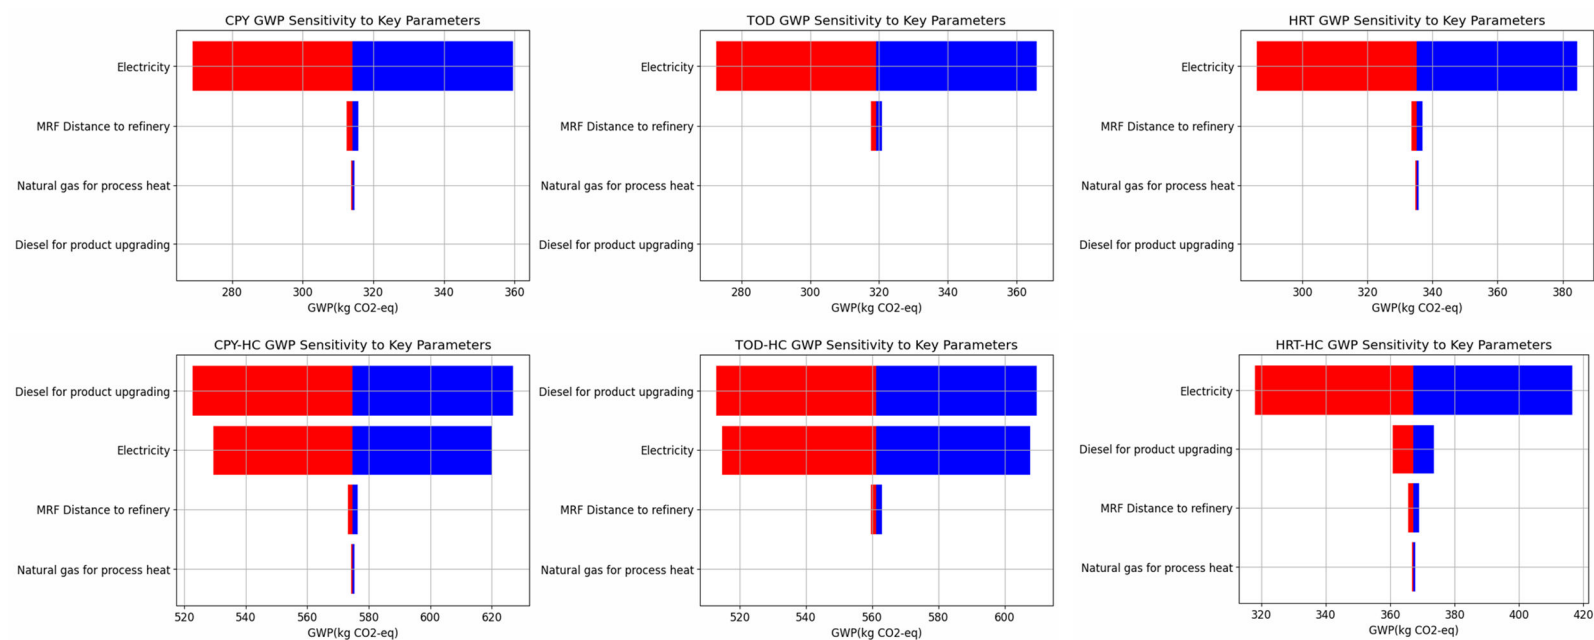 CPY GWP Sensitivity to Key Parameters
Electricity
MRF Distance to refinery
Natural gas for process heat
Diesel for product upgrading
280 300 320 340 360
GWP(kg CO2-eq)
TOD GWP Sensitivity to Key Parameters
Electricity
MRF Distance to refinery
Natural gas for process heat
Diesel for product upgrading
280 300 320 340 360
GWP(kg CO2-eq)
HRT GWP Sensitivity to Key Parameters
Electricity
MRF Distance to refinery
Natural gas for process heat
Diesel for product upgrading
300 320 340 360 380
GWP(kg CO2-eq)
CPY-HC GWP Sensitivity to Key Parameters
Diesel for product upgrading
Electricity
MRF Distance to refinery
Natural gas for process heat
520 540 560 580 600 620
GWP(kg CO2-eq)
TOD-HC GWP Sensitivity to Key Parameters
Diesel for product upgrading
Electricity
MRF Distance to refinery
Natural gas for process heat
520 540 560 580 600
GWP(kg CO2-eq)
HRT-HC GWP Sensitivity to Key Parameters
Electricity
Diesel for product upgrading
MRF Distance to refinery
Natural gas for process heat
320 340 360 380 400 420
GWP(kg CO2-eq)